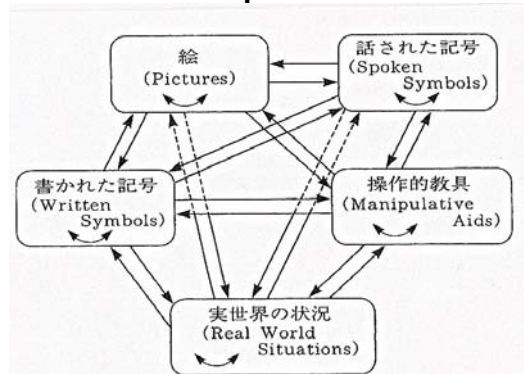 絵
(Pictures)
話された記号
(Spoken
Symbols)
書かれた記号
(Written
Symbols)
操作的教具
(Manipulative
Aids)
実世界の状況
(Real World
Situations)